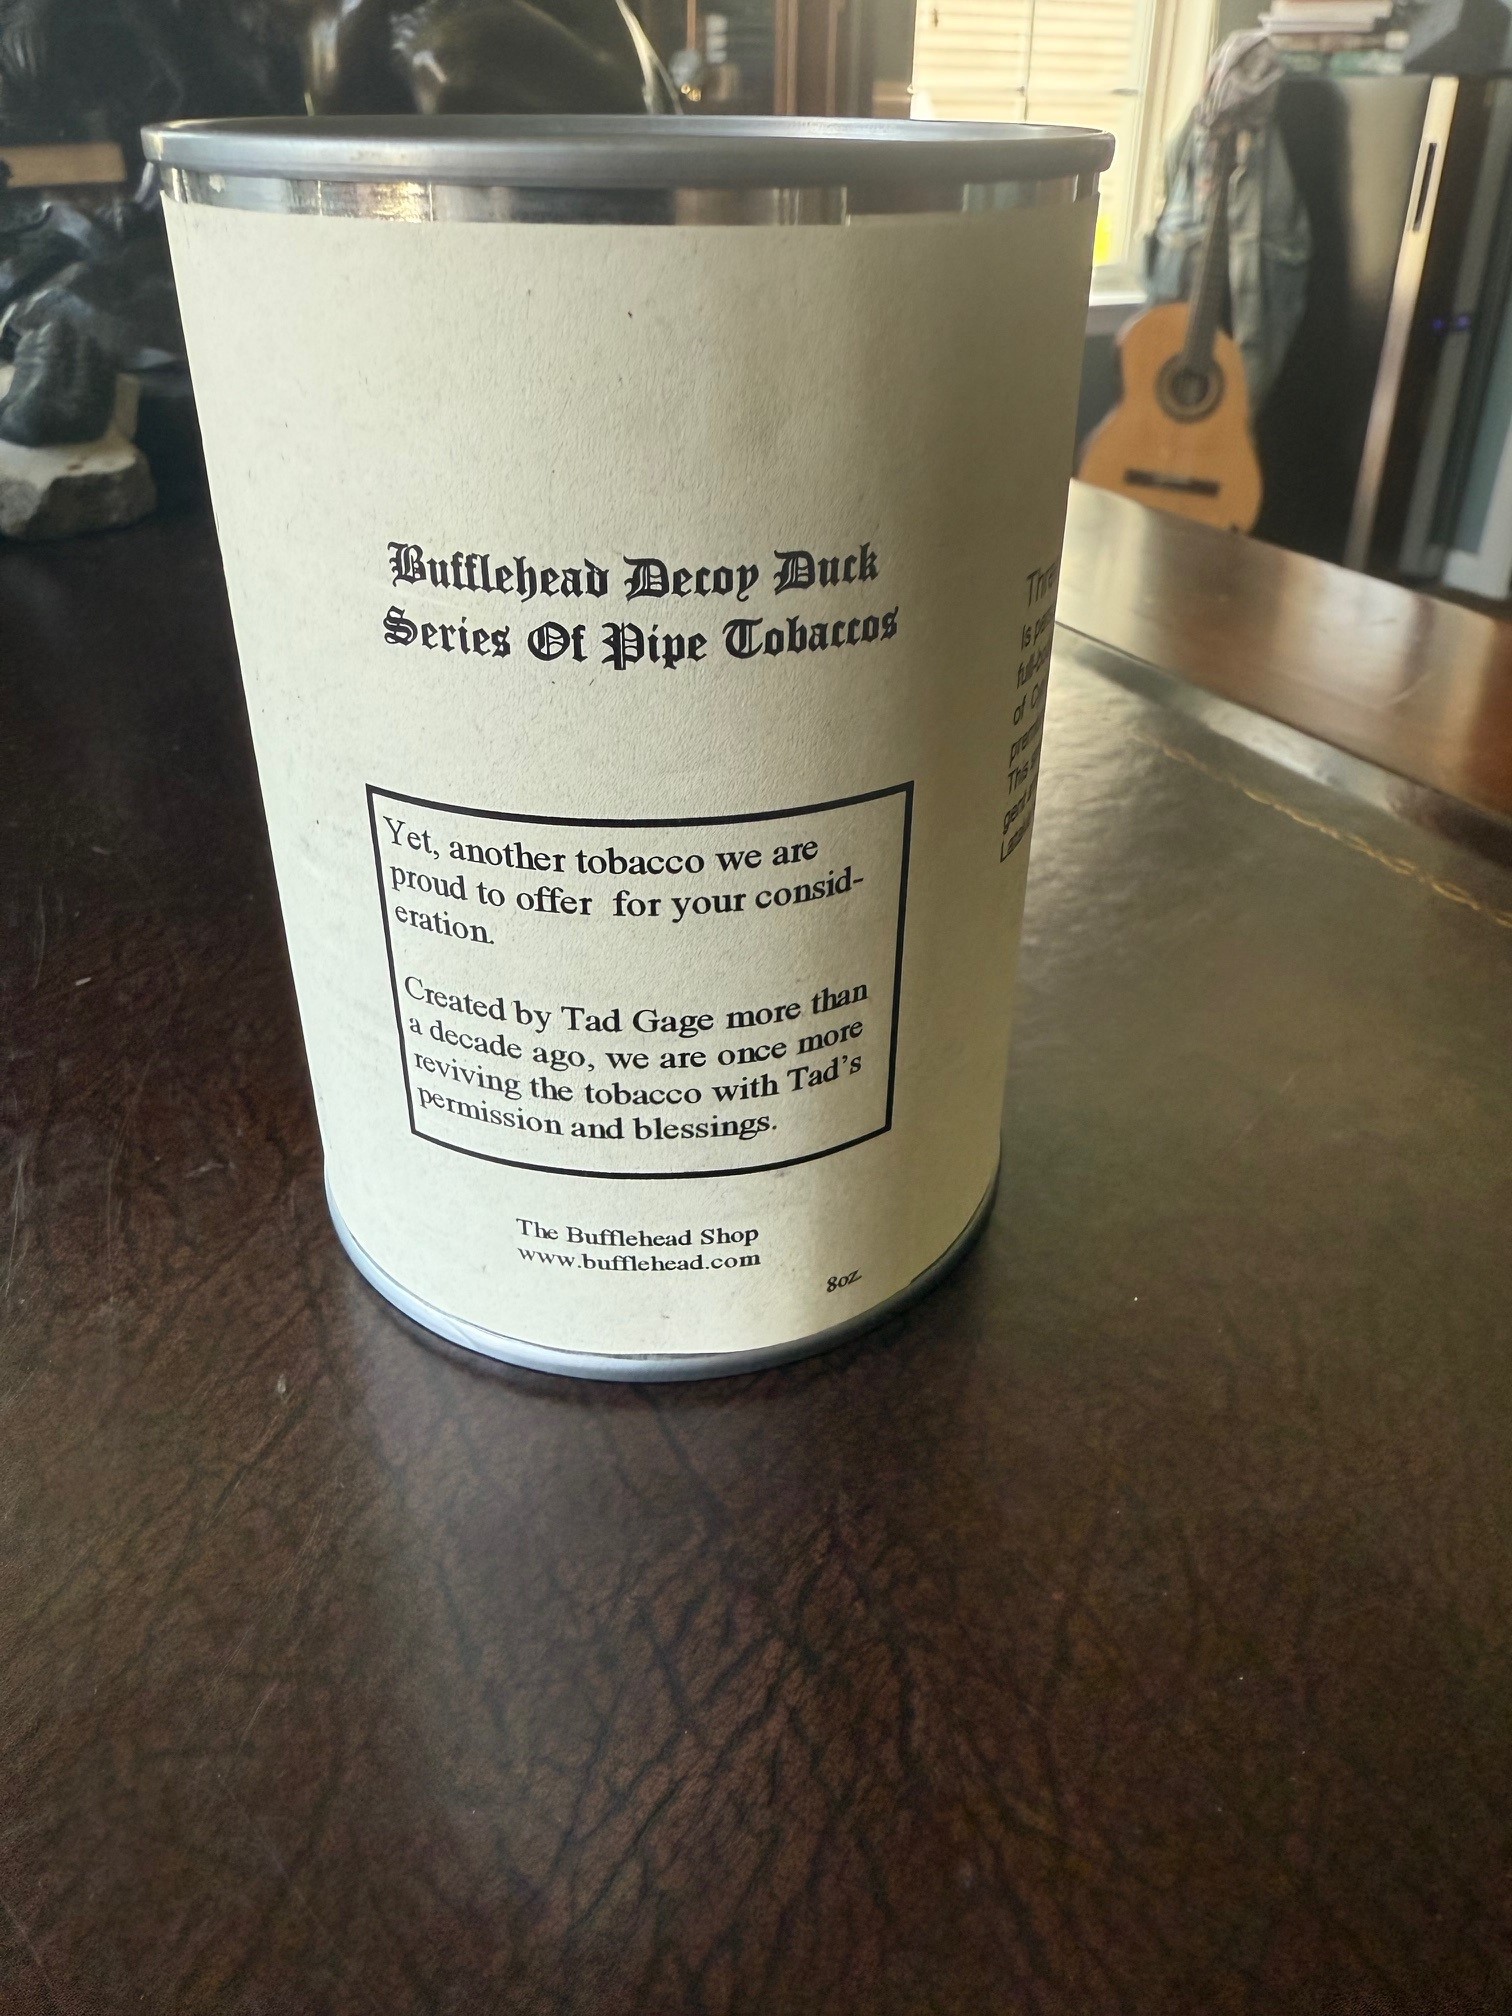 Bufflehead Decoy Duck
Series Of Pipe Tobaccos
Yet, another tobacco we are
proud to offer  for your consid-
eration.
Created by Tad Gage more than
a decade ago, we are once more
reviving the tobacco with Tad's
permission and blessings.
The Bufflehead Shop
www.bufflehead.com
8oz